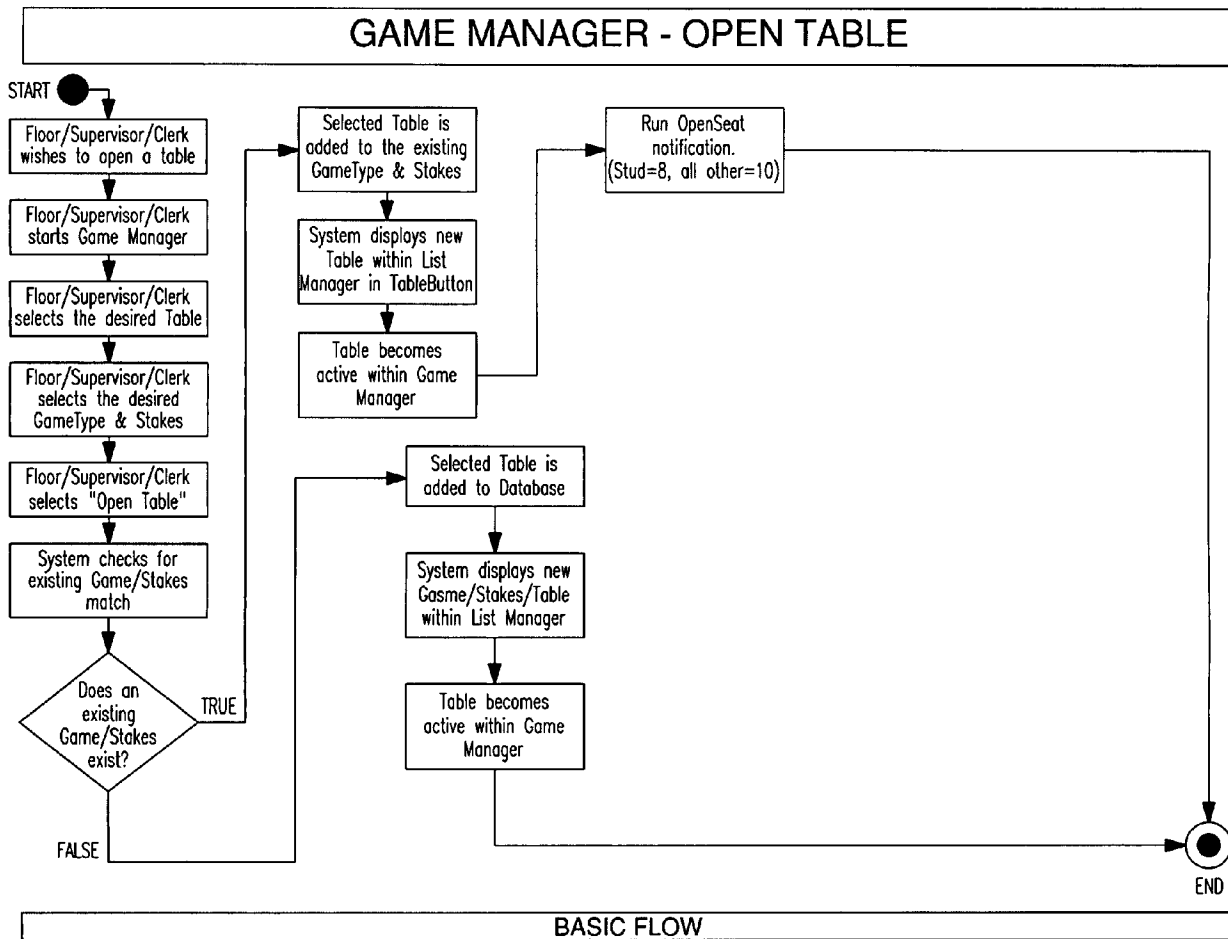 GAME MANAGER - OPEN TABLE
START
Floor/Supervisor/Clerk
wishes to open a table
Floor/Supervisor/Clerk
starts Game Manager
Floor/Supervisor/Clerk
selects the desired Table
Floor/Supervisor/Clerk
selects the desired
GameType & Stakes
Floor/Supervisor/Clerk
selects "Open Table"
System checks for
existing Game/Stakes
match
Does an
existing
Game/Stakes
exist?
TRUE
FALSE
Selected Table is
added to the existing
GameType & Stakes
System displays new
Table within List
Manager in TableButton
Table becomes
active within Game
Manager
Run OpenSeat
notification.
(Stud=8, all other=10)
Selected Table is
added to Database
System displays new
Gasme/Stakes/Table
within List Manager
Table becomes
active within Game
Manager
END
BASIC FLOW